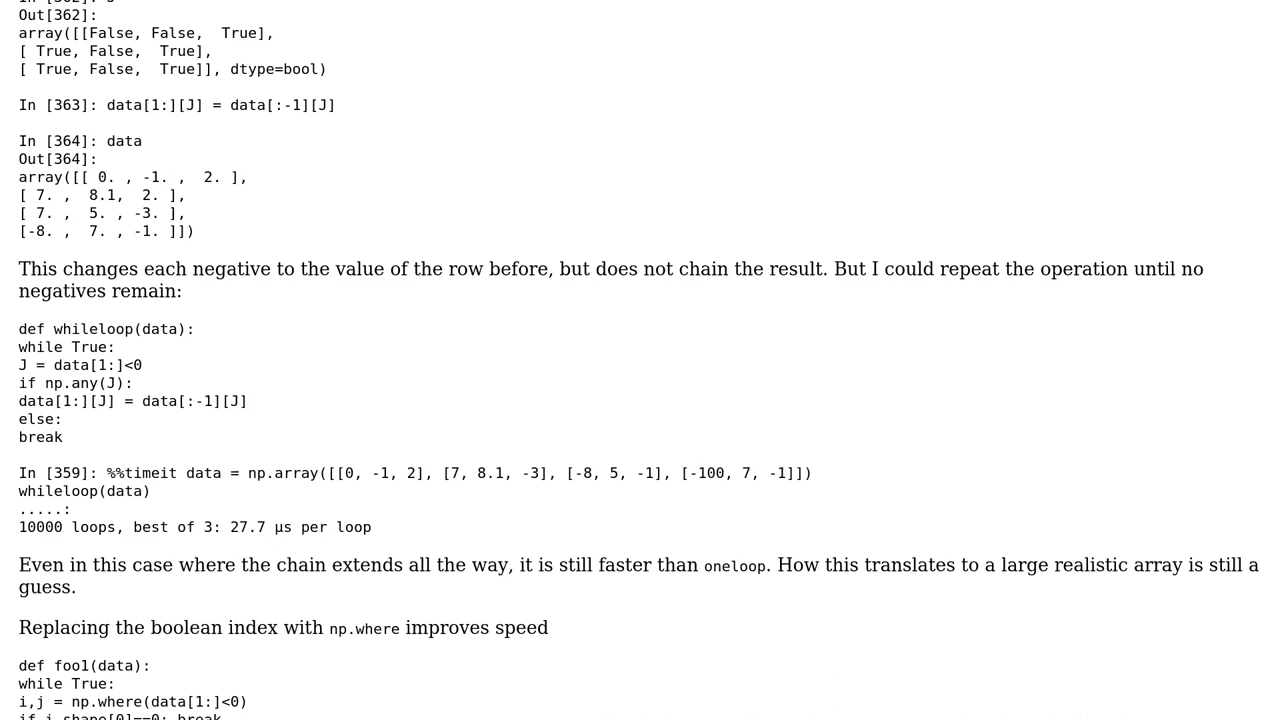 Out[362]:
array([[False, False,  True],
[ True, False,  True],
[ True, False,  True]], dtype=bool)
In [363]: data[1:][J] = data[:-1][J]
In [364]: data
Out[364]:
array([[ 0. , -1. ,  2. ],
[ 7. ,  8.1,  2. ],
[ 7. ,  5. , -3. ],
[-8. ,  7. , -1. ]])
This changes each negative to the value of the row before, but does not chain the result. But I could repeat the operation until no
negatives remain:
def whileloop(data):
while True:
J = data[1:]<0
if np.any(J):
data[1:][J] = data[:-1][J]
else:
break
In [359]: %%timeit data = np.array([[0, -1, 2], [7, 8.1, -3], [-8, 5, -1], [-100, 7, -1]])
whileloop(data)
.....:
10000 loops, best of 3: 27.7 µs per loop
Even in this case where the chain extends all the way, it is still faster than oneloop. How this translates to a large realistic array is still a
guess.
Replacing the boolean index with np.where improves speed
def foo1(data):
while True:
i,j = np.where(data[1:]<0)
if i.shape[0]==0: break